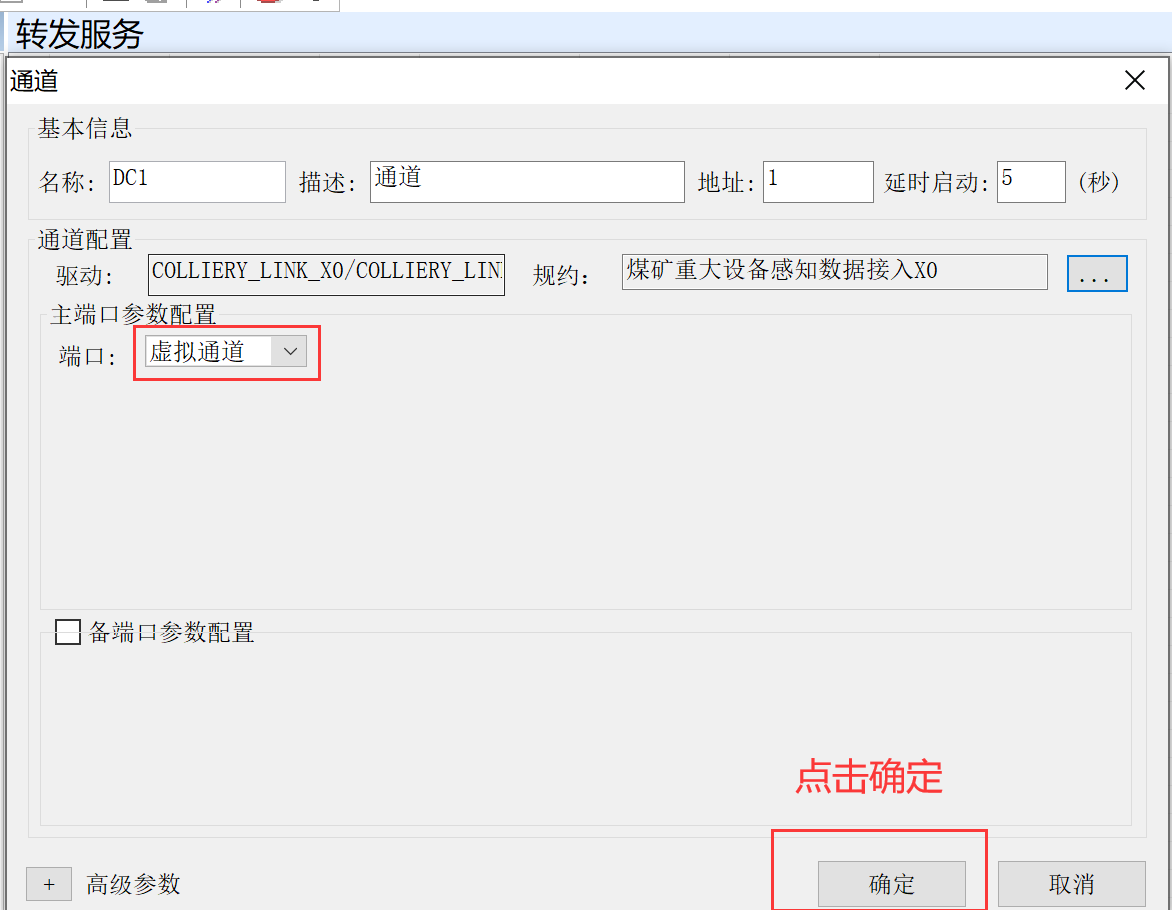 转发服务
通道
基本信息
名称: DC1 描述: 通道 地址: 1 延时启动: 5 (秒)
通道配置
驱动: COLLIERY_LINK_X0/COLLIERY_LIN 规约: 煤矿重大设备感知数据接入X0 ...
主端口参数配置
端口: 虚拟通道
备端口参数配置
点击确定
+ 高级参数 确定 取消